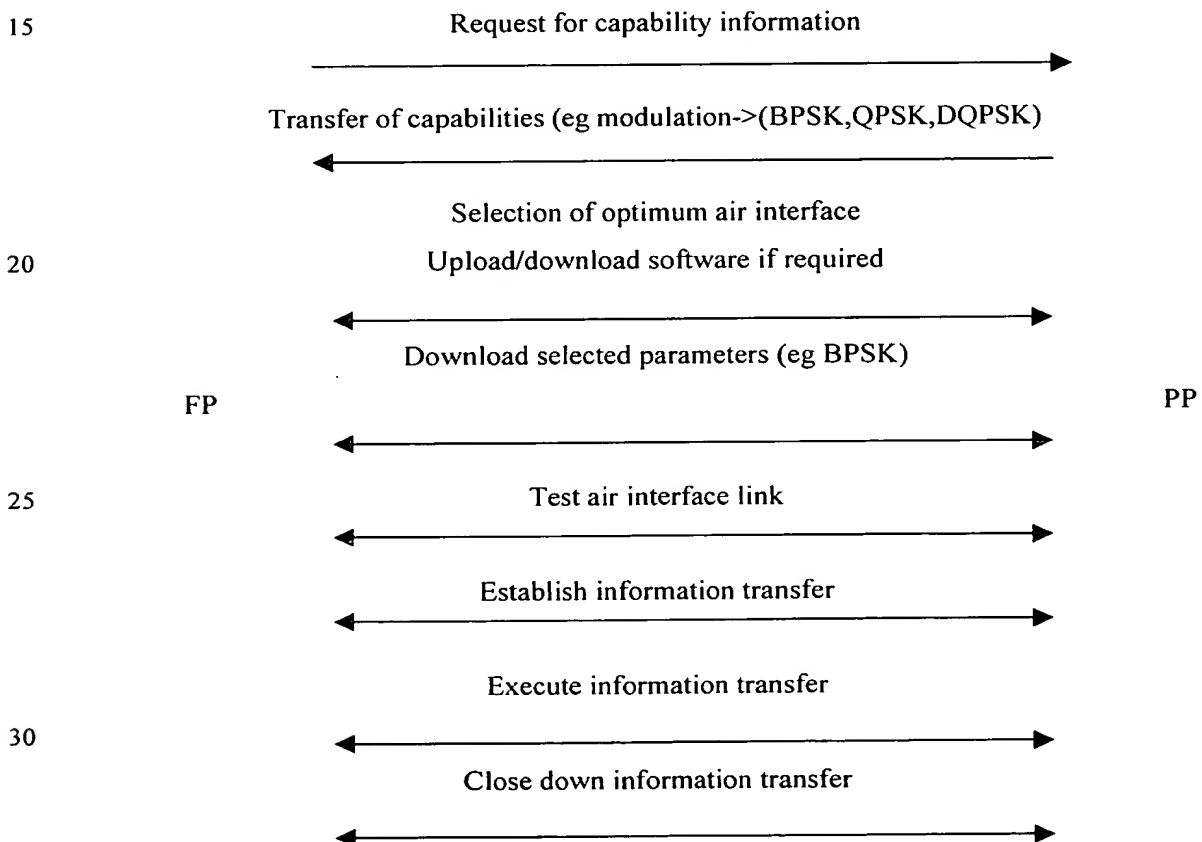 15 Request for capability information
Transfer of capabilities (eg modulation->(BPSK,QPSK,DQPSK)
Selection of optimum air interface
20 Upload/download software if required
Download selected parameters (eg BPSK)
FP PP
25 Test air interface link
Establish information transfer
Execute information transfer
30
Close down information transfer